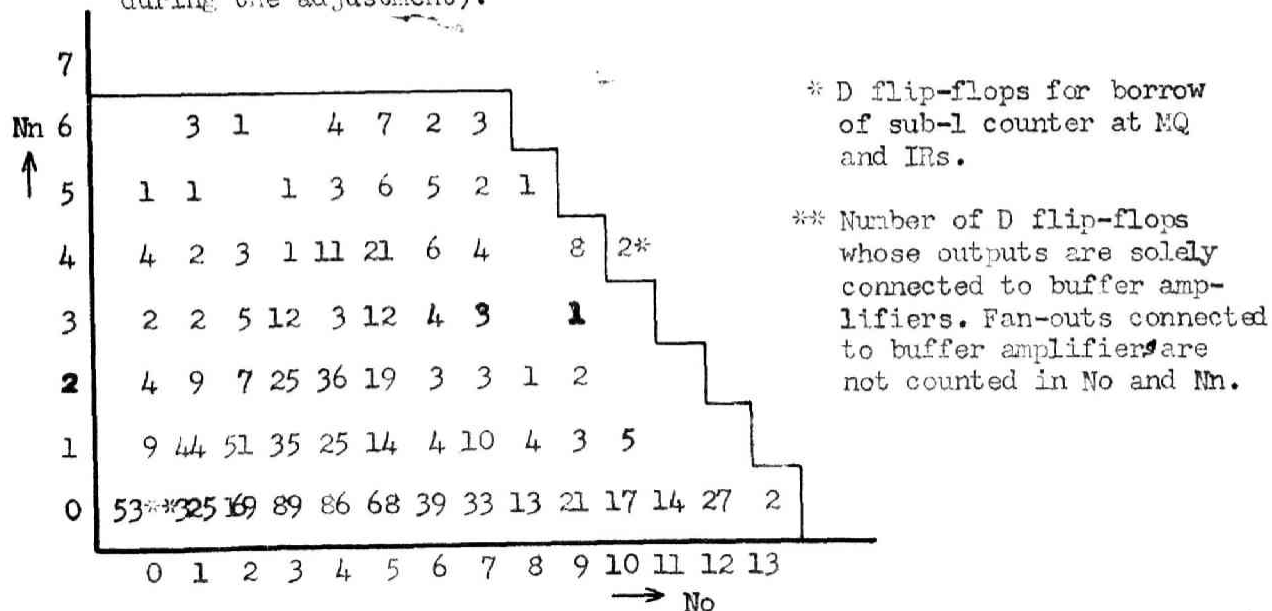 during the adjustment).
7
Nn 6 3 1 4 7 2 3
5 1 1 1 3 6 5 2 1
4 4 2 3 1 11 21 6 4 8 2*
3 2 2 5 12 3 12 4 3 1
2 4 9 7 25 36 19 3 3 1 2
1 9 44 51 35 25 14 4 10 4 3 5
0 53** 325 169 89 86 68 39 33 13 21 17 14 27 2
0 1 2 3 4 5 6 7 8 9 10 11 12 13
No
* D flip-flops for borrow
of sub-1 counter at MQ
and IRs.
** Number of D flip-flops
whose outputs are solely
connected to buffer amp-
lifiers. Fan-outs connected
to buffer amplifiers are
not counted in No and Nn.